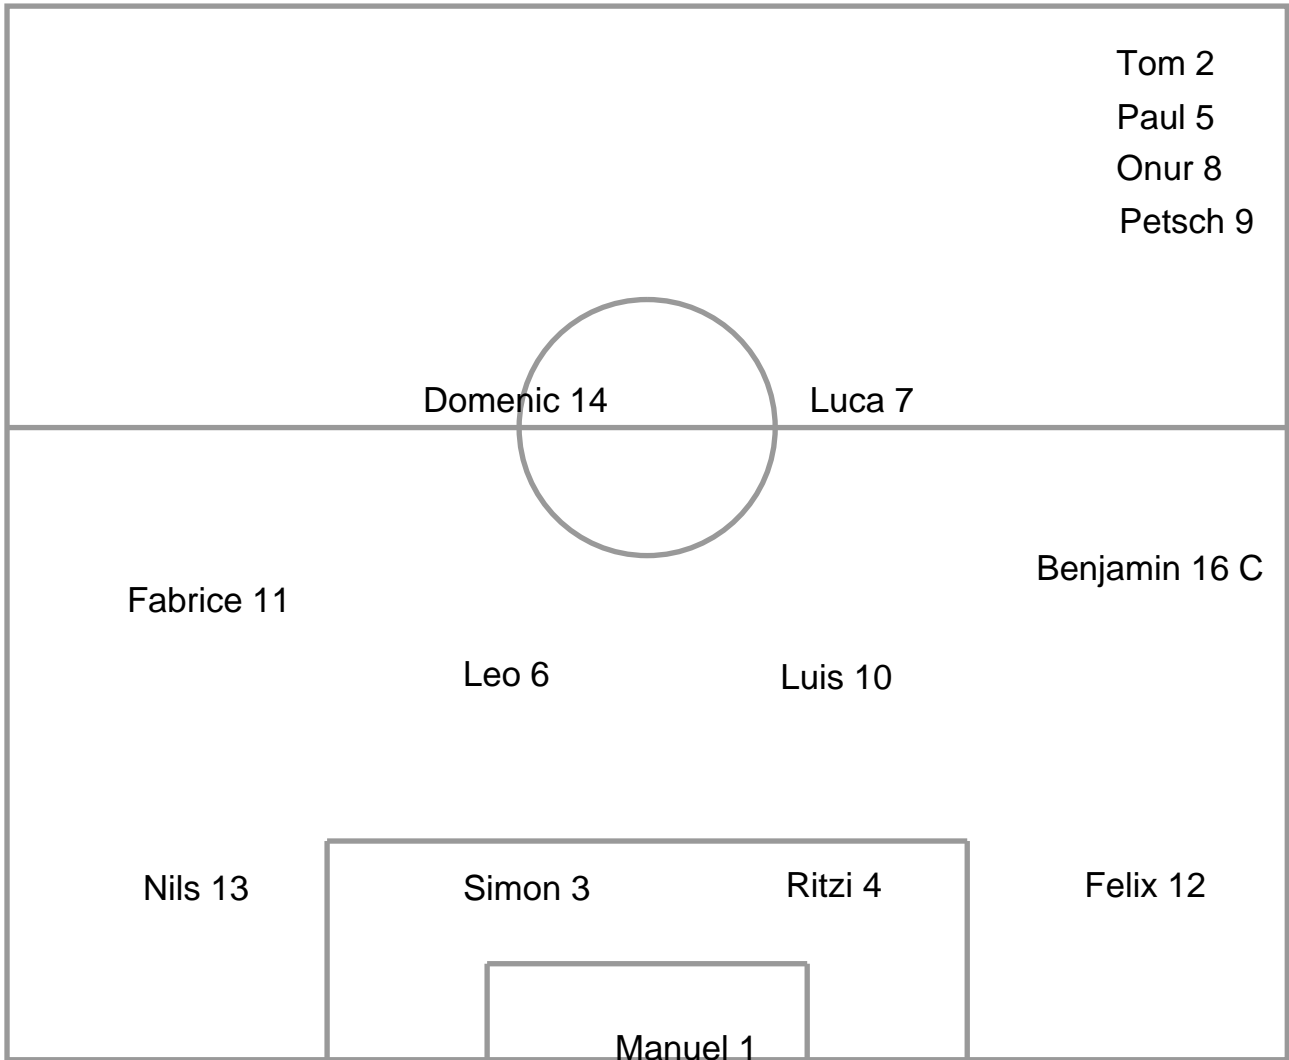 Tom 2
Paul 5
Onur 8
Petsch 9
Domenic 14
Luca 7
Benjamin 16 C
Fabrice 11
Leo 6
Luis 10
Nils 13
Simon 3
Ritzi 4
Felix 12
Manuel 1